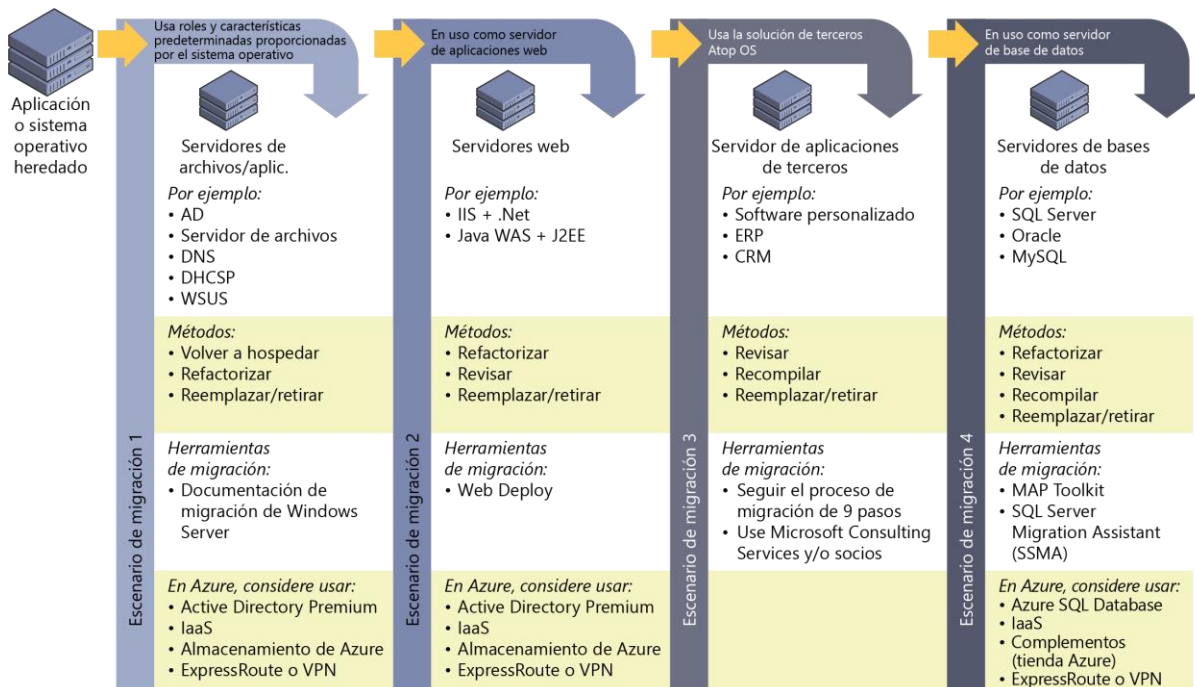 Aplicación
o sistema
operativo
heredado
Escenario de migración 1
Usa roles y características
predeterminadas proporcionadas
por el sistema operativo
Servidores de
archivos/aplic.
Por ejemplo:
• AD
• Servidor de archivos
• DNS
• DHCSP
• WSUS
Métodos:
• Volver a hospedar
• Refactorizar
• Reemplazar/retirar
Herramientas
de migración:
• Documentación de
migración de Windows
Server
En Azure, considere usar:
• Active Directory Premium
• IaaS
• Almacenamiento de Azure
• ExpressRoute o VPN
Escenario de migración 2
En uso como servidor
de aplicaciones web
Servidores web
Por ejemplo:
• IIS + .Net
• Java WAS + J2EE
Métodos:
• Refactorizar
• Revisar
• Reemplazar/retirar
Herramientas
de migración:
• Web Deploy
En Azure, considere usar:
• Active Directory Premium
• IaaS
• Almacenamiento de Azure
• ExpressRoute o VPN
Escenario de migración 3
Usa la solución de terceros
Atop OS
Servidor de aplicaciones
de terceros
Por ejemplo:
• Software personalizado
• ERP
• CRM
Métodos:
• Revisar
• Recompilar
• Reemplazar/retirar
Herramientas
de migración:
• Seguir el proceso de
migración de 9 pasos
• Use Microsoft Consulting
Services y/o socios
Escenario de migración 4
En uso como servidor
de base de datos
Servidores de bases
de datos
Por ejemplo:
• SQL Server
• Oracle
• MySQL
Métodos:
• Refactorizar
• Revisar
• Recompilar
• Reemplazar/retirar
Herramientas de
migración:
• MAP Toolkit
• SQL Server
Migration Assistant
(SSMA)
En Azure, considere usar:
• Azure SQL Database
• IaaS
• Complementos
(tienda Azure)
• ExpressRoute o VPN